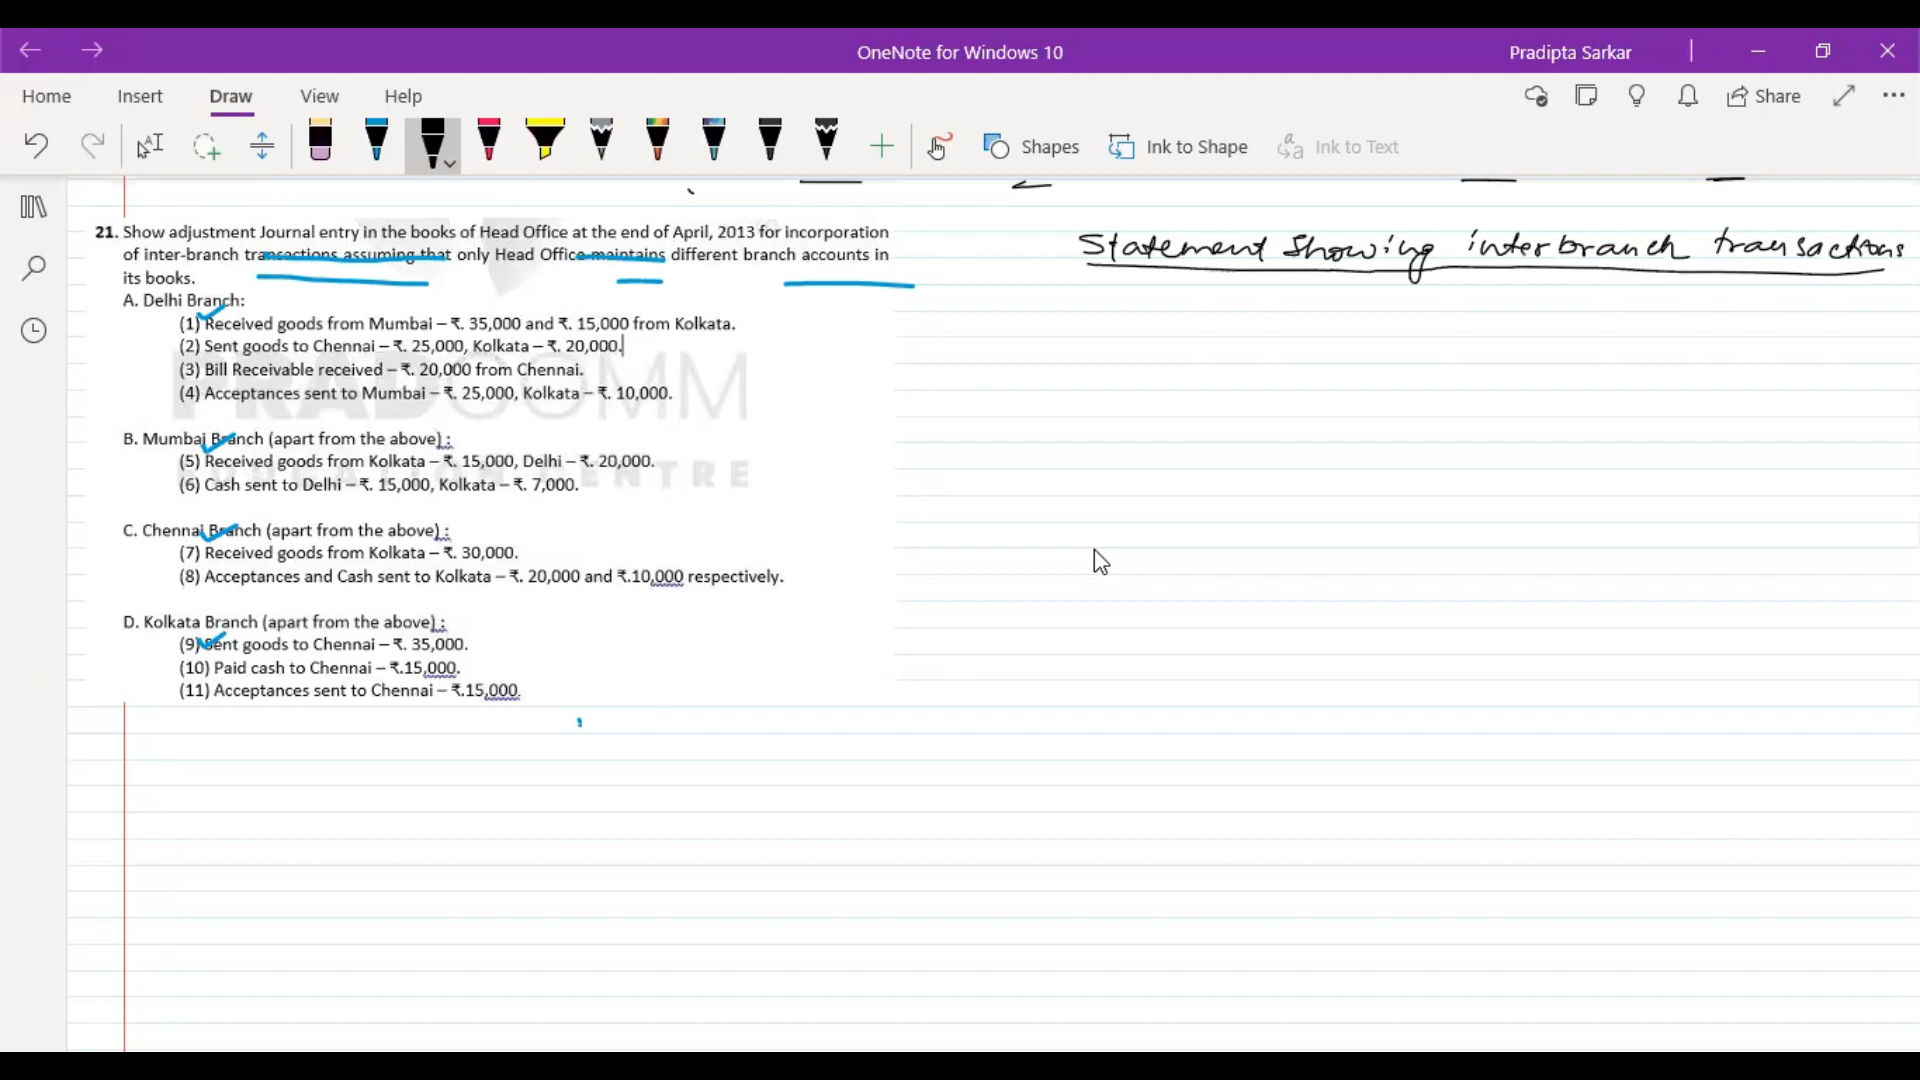 OneNote for Windows 10
Pradipta Sarkar
Home Insert Draw View Help
Share
Shapes Ink to Shape Ink to Text
21. Show adjustment Journal entry in the books of Head Office at the end of April, 2013 for incorporation
of inter-branch transactions assuming that only Head Office maintains different branch accounts in
its books.
A. Delhi Branch:
(1) Received goods from Mumbai – ₹. 35,000 and ₹. 15,000 from Kolkata.
(2) Sent goods to Chennai – ₹. 25,000, Kolkata – ₹. 20,000.
(3) Bill Receivable received – ₹. 20,000 from Chennai.
(4) Acceptances sent to Mumbai – ₹. 25,000, Kolkata – ₹. 10,000.
B. Mumbai Branch (apart from the above) :
(5) Received goods from Kolkata – ₹. 15,000, Delhi – ₹. 20,000.
(6) Cash sent to Delhi – ₹. 15,000, Kolkata – ₹. 7,000.
C. Chennai Branch (apart from the above) :
(7) Received goods from Kolkata – ₹. 30,000.
(8) Acceptances and Cash sent to Kolkata – ₹. 20,000 and ₹.10,000 respectively.
D. Kolkata Branch (apart from the above) :
(9) Sent goods to Chennai – ₹. 35,000.
(10) Paid cash to Chennai – ₹.15,000.
(11) Acceptances sent to Chennai – ₹.15,000.
PRADCOMM
EDUCATION CENTRE
Statement showing interbranch transactions